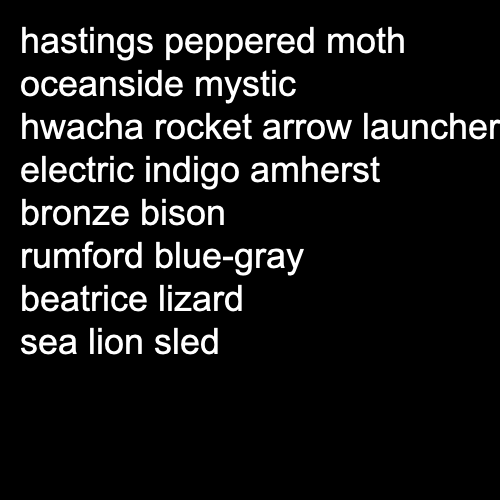 hastings peppered moth
oceanside mystic
hwacha rocket arrow launcher
electric indigo amherst
bronze bison
rumford blue-gray
beatrice lizard
sea lion sled